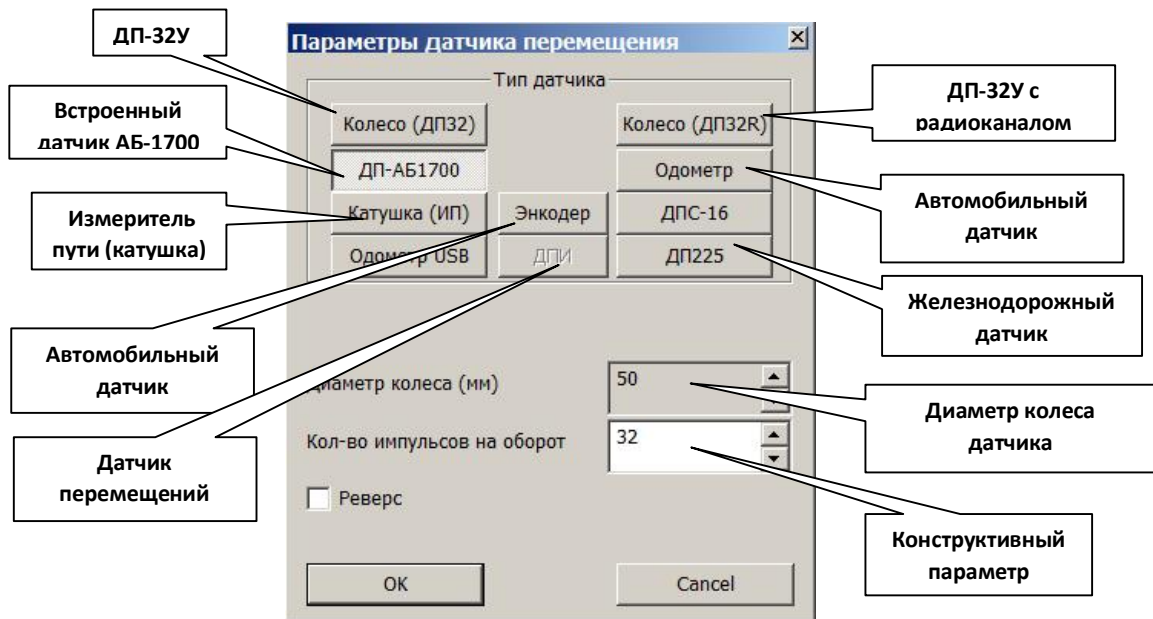 ДП-32У
Встроенный
датчик АБ-1700
Измеритель
пути (катушка)
Автомобильный
датчик
Датчик
перемещений
Параметры датчика перемещения
Тип датчика
Колесо (ДП32)
Колесо (ДП32R)
ДП-АБ1700
Одометр
Катушка (ИП)
Энкодер
ДПС-16
Одометр USB
ДПИ
ДП225
Диаметр колеса (мм)
50
Кол-во импульсов на оборот
32
Реверс
OK
Cancel
ДП-32У с
радиоканалом
Автомобильный
датчик
Железнодорожный
датчик
Диаметр колеса
датчика
Конструктивный
параметр